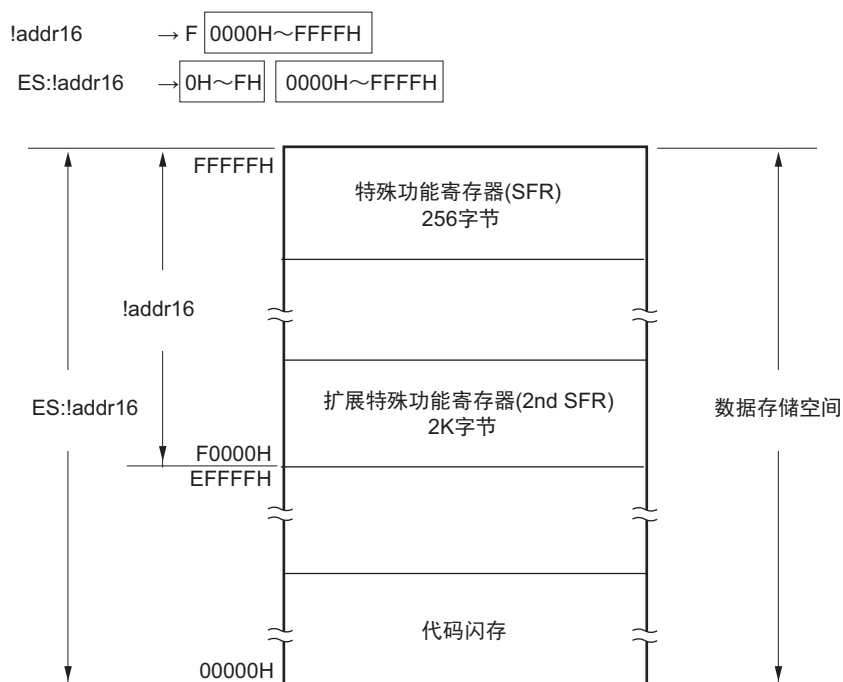 !addr16 → F 0000H～FFFFH
ES:!addr16 → 0H～FH 0000H～FFFFH
FFFFFH
特殊功能寄存器(SFR)
256字节
!addr16
扩展特殊功能寄存器(2nd SFR)
2K字节
ES:!addr16
数据存储空间
F0000H
EFFFFH
代码闪存
00000H